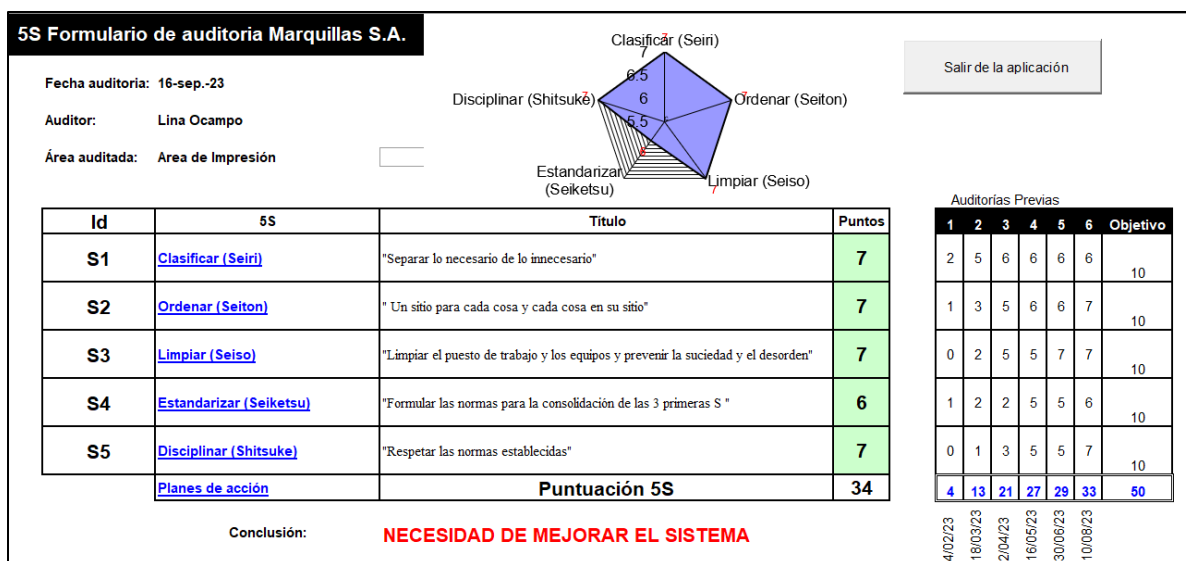 5S Formulario de auditoria Marquillas S.A.
Fecha auditoria: 16-sep.-23
Auditor: Lina Ocampo
Área auditada: Area de Impresión
Clasificar (Seiri)
7
7
6.5
Disciplinar (Shitsuke)
7
6
7
Ordenar (Seiton)
5.5
6
Estandarizar
(Seiketsu)
Limpiar (Seiso)
7
Salir de la aplicación
Auditorías Previas
Id 5S Título Puntos 1 2 3 4 5 6 Objetivo
S1 Clasificar (Seiri) "Separar lo necesario de lo innecesario" 7 2 5 6 6 6 6 10
S2 Ordenar (Seiton) " Un sitio para cada cosa y cada cosa en su sitio" 7 1 3 5 6 6 7 10
S3 Limpiar (Seiso) "Limpiar el puesto de trabajo y los equipos y prevenir la suciedad y el desorden" 7 0 2 5 5 7 7 10
S4 Estandarizar (Seiketsu) "Formular las normas para la consolidación de las 3 primeras S " 6 1 2 2 5 5 6 10
S5 Disciplinar (Shitsuke) "Respetar las normas establecidas" 7 0 1 3 5 5 7 10
Planes de acción Puntuación 5S 34 4 13 21 27 29 33 50
4/02/23 18/03/23 2/04/23 16/05/23 30/06/23 10/08/23
Conclusión: NECESIDAD DE MEJORAR EL SISTEMA